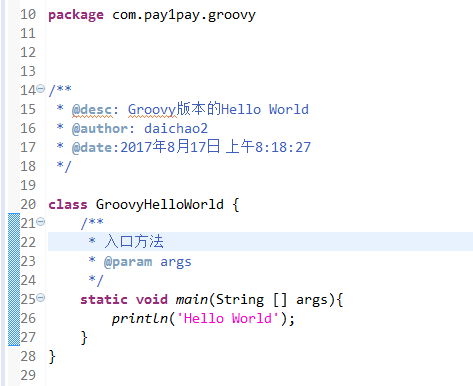 10 package com.pay1pay.groovy
11
12
13
14 /**
15 * @desc: Groovy版本的Hello World
16 * @author: daichao2
17 * @date:2017年8月17日 上午8:18:27
18 */
19
20 class GroovyHelloWorld {
21 /**
22 * 入口方法
23 * @param args
24 */
25 static void main(String [] args){
26 println('Hello World');
27 }
28 }
29